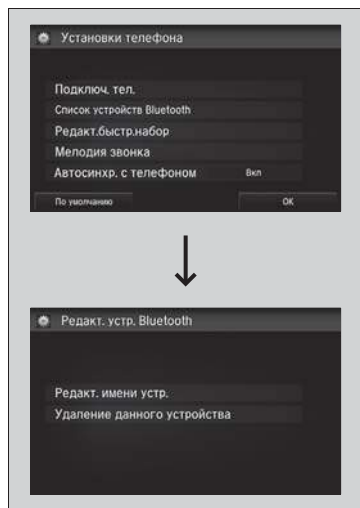 Установки телефона
Подключ. тел.
Список устройств Bluetooth
Редакт.быстр.набор
Мелодия звонка
Автосинхр. с телефоном Вкл
По умолчанию OK
Редакт. устр. Bluetooth
Редакт. имени устр.
Удаление данного устройства